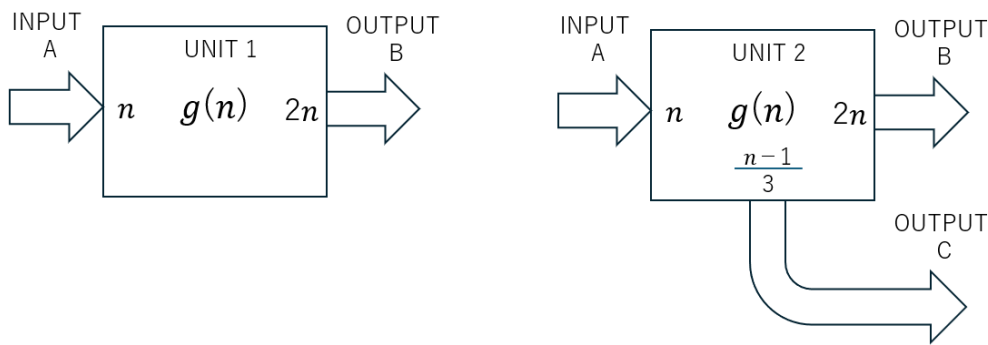 INPUT
A
UNIT 1
n
g(n)
2n
OUTPUT
B
INPUT
A
UNIT 2
n
g(n)
2n
n − 1
3
OUTPUT
B
OUTPUT
C